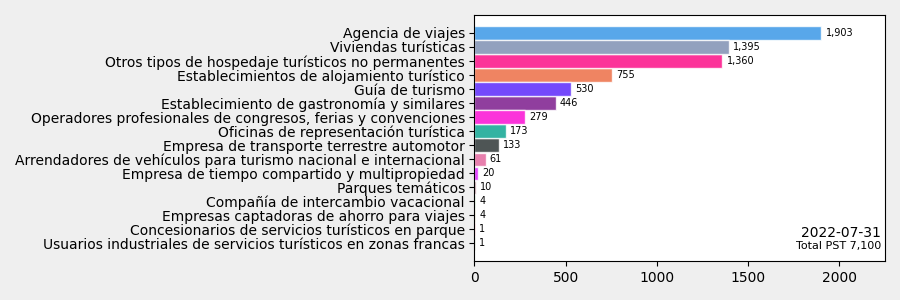 Agencia de viajes 1,903
Viviendas turísticas 1,395
Otros tipos de hospedaje turísticos no permanentes 1,360
Establecimientos de alojamiento turístico 755
Guía de turismo 530
Establecimiento de gastronomía y similares 446
Operadores profesionales de congresos, ferias y convenciones 279
Oficinas de representación turística 173
Empresa de transporte terrestre automotor 133
Arrendadores de vehículos para turismo nacional e internacional 61
Empresa de tiempo compartido y multipropiedad 20
Parques temáticos 10
Compañía de intercambio vacacional 4
Empresas captadoras de ahorro para viajes 4
Concesionarios de servicios turísticos en parque 1
Usuarios industriales de servicios turísticos en zonas francas 1
2022-07-31
Total PST 7,100
0 500 1000 1500 2000